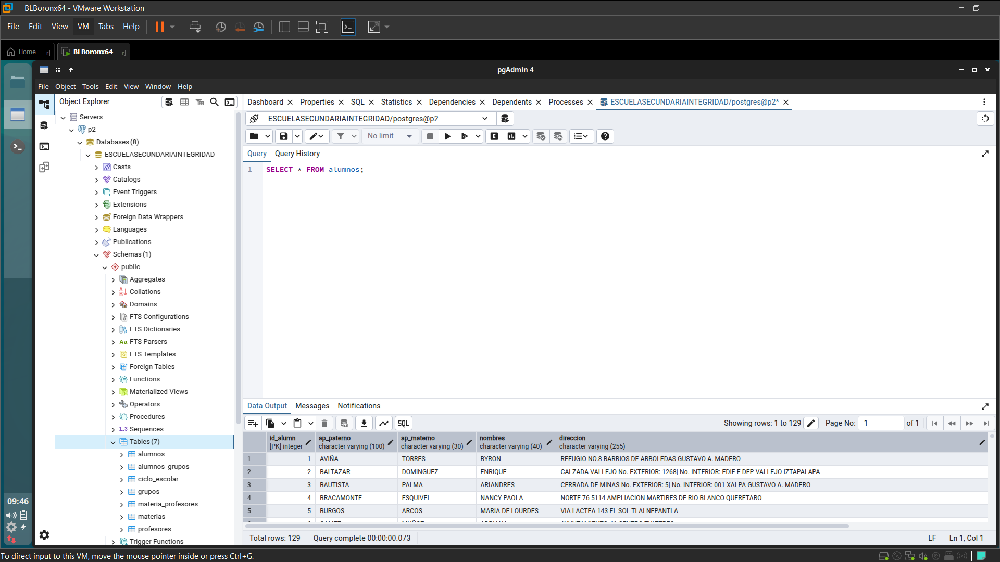 BLBoronx64 - VMware Workstation
File Edit View VM Tabs Help
Home
BLBoronx64
pgAdmin 4
File Object Tools Edit View Window Help
Object Explorer
Dashboard Properties SQL Statistics Dependencies Dependents Processes ESCUELASECUNDARIAINTEGRIDAD/postgres@p2*
ESCUELASECUNDARIAINTEGRIDAD/postgres@p2
No limit
Query Query History
1 SELECT * FROM alumnos;
Servers
p2
Databases (8)
ESCUELASECUNDARIAINTEGRIDAD
Casts
Catalogs
Event Triggers
Extensions
Foreign Data Wrappers
Languages
Publications
Schemas (1)
public
Aggregates
Collations
Domains
FTS Configurations
FTS Dictionaries
Aa FTS Parsers
FTS Templates
Foreign Tables
Functions
Materialized Views
Operators
Procedures
1.3 Sequences
Tables (7)
alumnos
alumnos_grupos
ciclo_escolar
grupos
materia_profesores
materias
profesores
Trigger Functions
Data Output Messages Notifications
SQL Showing rows: 1 to 129 Page No: 1 of 1
id_alumn ap_paterno ap_materno nombres direccion
[PK] integer character varying (100) character varying (30) character varying (40) character varying (255)
1 1 AVIÑA TORRES BYRON REFUGIO NO.8 BARRIOS DE ARBOLEDAS GUSTAVO A. MADERO
2 2 BALTAZAR DOMINGUEZ ENRIQUE CALZADA VALLEJO No. EXTERIOR: 1268| No. INTERIOR: EDIF E DEP VALLEJO IZTAPALAPA
3 3 BAUTISTA PALMA ARIANDRES CERRADA DE MINAS No. EXTERIOR: 5| No. INTERIOR: 001 XALPA GUSTAVO A. MADERO
4 4 BRACAMONTE ESQUIVEL NANCY PAOLA NORTE 76 5114 AMPLIACION MARTIRES DE RIO BLANCO QUERETARO
5 5 BURGOS ARCOS MARIA DE LOURDES VIA LACTEA 143 EL SOL TLALNEPANTLA
Total rows: 129 Query complete 00:00:00.073 LF Ln 1, Col 1
09:46
To direct input to this VM, move the mouse pointer inside or press Ctrl+G.